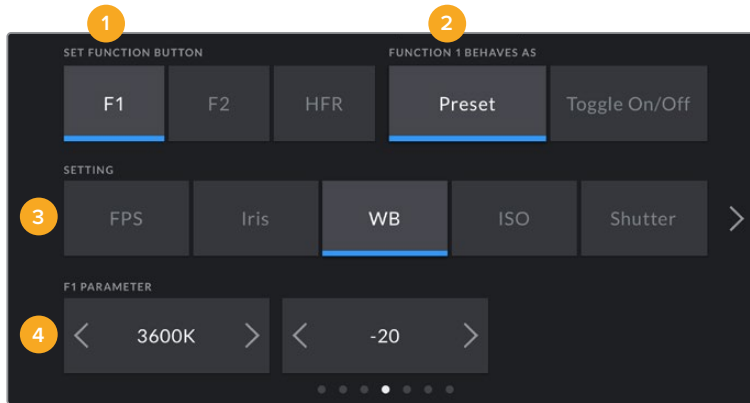 1 2
SET FUNCTION BUTTON FUNCTION 1 BEHAVES AS
F1 F2 HFR Preset Toggle On/Off
SETTING
3 FPS Iris WB ISO Shutter
F1 PARAMETER
4 3600K -20